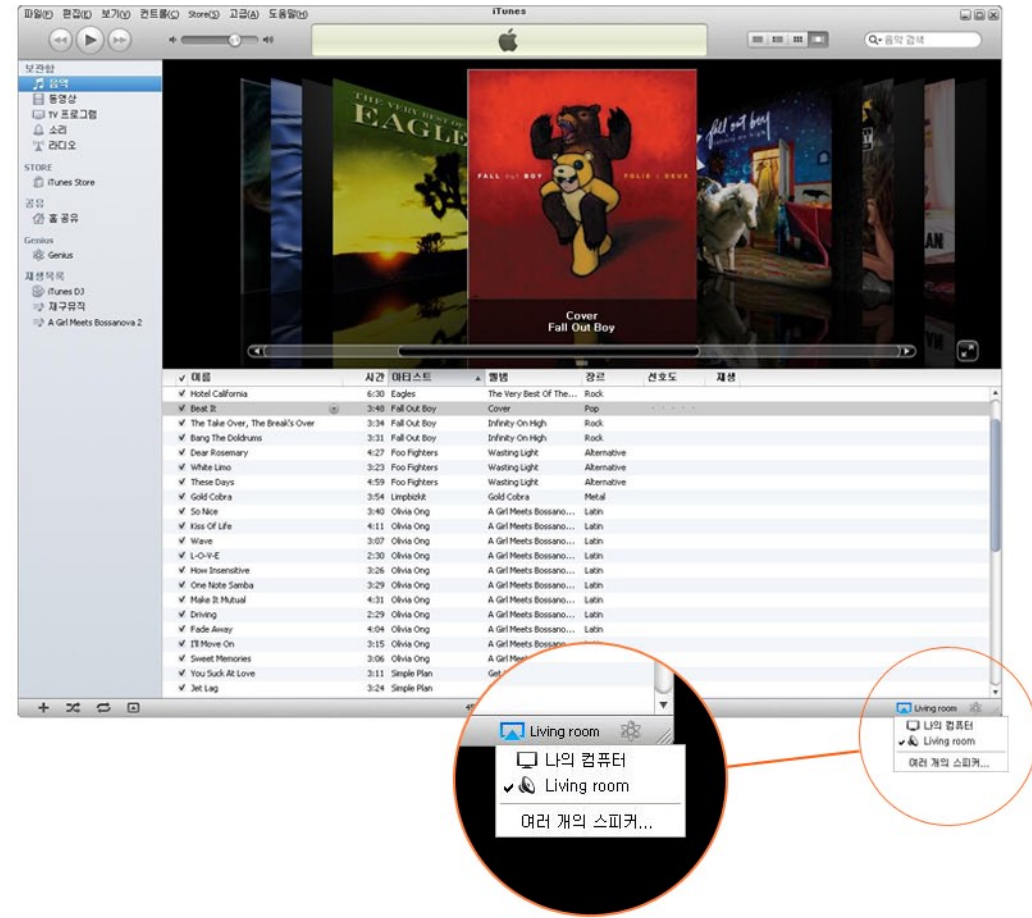 iTunes
파일(F) 편집(E) 보기(V) 컨트롤(C) Store(S) 고급(A) 도움말(H)
음악 검색
보관함
음악
동영상
TV 프로그램
소리
라디오
STORE
iTunes Store
공유
홈 공유
Genius
Genius
재생목록
iTunes DJ
재구뮤직
A Girl Meets Bossanova 2
THE VERY BEST OF
EAGLE
FALL OUT BOY FOLIE À DEUX
fall out boy
infinity on high
Cover
Fall Out Boy
이름 시간 아티스트 앨범 장르 선호도 재생
Hotel California 6:30 Eagles The Very Best Of The... Rock
Beat It 3:48 Fall Out Boy Cover Pop
The Take Over, The Break's Over 3:34 Fall Out Boy Infinity On High Rock
Bang The Doldrums 3:31 Fall Out Boy Infinity On High Rock
Dear Rosemary 4:27 Foo Fighters Wasting Light Alternative
White Limo 3:23 Foo Fighters Wasting Light Alternative
These Days 4:59 Foo Fighters Wasting Light Alternative
Gold Cobra 3:54 Limpbizkit Gold Cobra Metal
So Nice 3:40 Olivia Ong A Girl Meets Bossano... Latin
Kiss Of Life 4:11 Olivia Ong A Girl Meets Bossano... Latin
Wave 3:07 Olivia Ong A Girl Meets Bossano... Latin
L-O-V-E 2:30 Olivia Ong A Girl Meets Bossano... Latin
How Insensitive 3:26 Olivia Ong A Girl Meets Bossano... Latin
One Note Samba 3:29 Olivia Ong A Girl Meets Bossano... Latin
Make It Mutual 4:31 Olivia Ong A Girl Meets Bossano... Latin
Driving 2:29 Olivia Ong A Girl Meets Bossano... Latin
Fade Away 4:04 Olivia Ong A Girl Meets Bossano... Latin
I'll Move On 3:15 Olivia Ong A Girl Meets Bossano
Sweet Memories 3:06 Olivia Ong A Girl Mee
You Suck At Love 3:11 Simple Plan Get
Jet Lag 3:24 Simple Plan
Living room
나의 컴퓨터
Living room
여러 개의 스피커...
Living room
나의 컴퓨터
Living room
여러 개의 스피커...